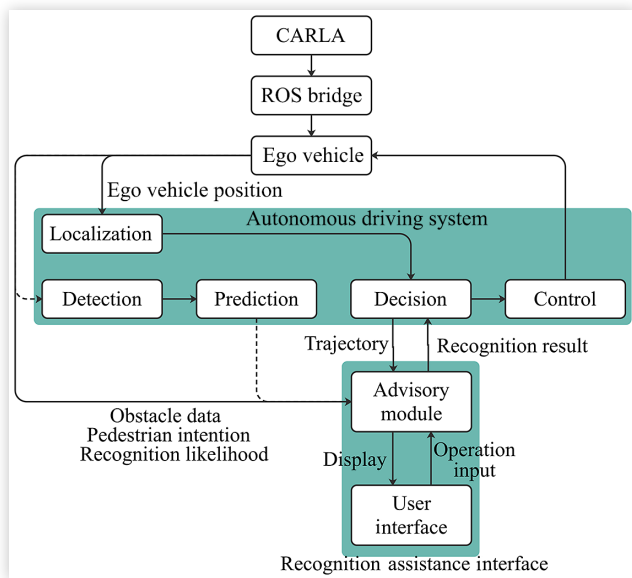 CARLA
ROS bridge
Ego vehicle
Ego vehicle position
Autonomous driving system
Localization
Detection
Prediction
Decision
Control
Trajectory
Recognition result
Advisory
module
Obstacle data
Pedestrian intention
Recognition likelihood
Display
Operation
input
User
interface
Recognition assistance interface